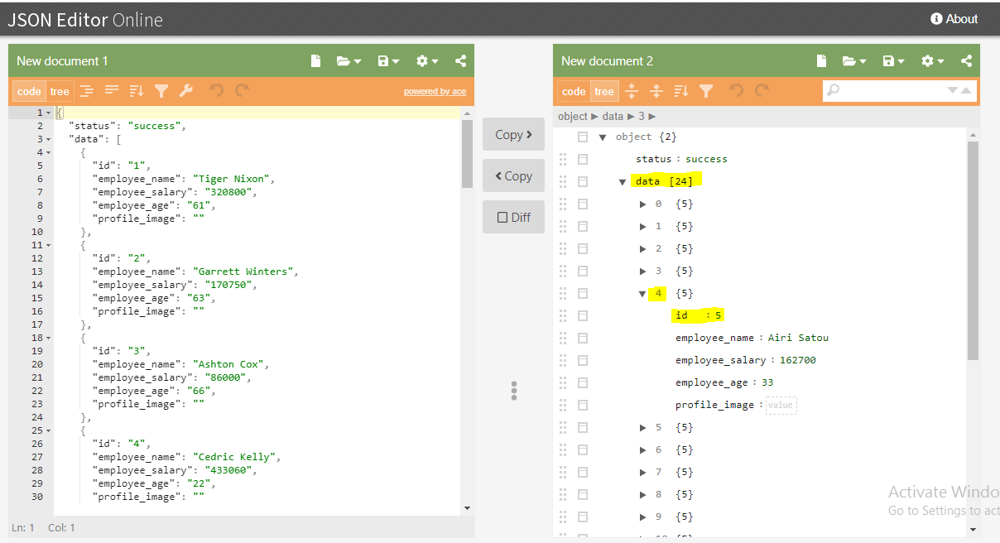 JSON Editor Online
About
New document 1
code tree
powered by ace
1 {
2 "status": "success",
3 "data": [
4 {
5 "id": "1",
6 "employee_name": "Tiger Nixon",
7 "employee_salary": "320800",
8 "employee_age": "61",
9 "profile_image": ""
10 },
11 {
12 "id": "2",
13 "employee_name": "Garrett Winters",
14 "employee_salary": "170750",
15 "employee_age": "63",
16 "profile_image": ""
17 },
18 {
19 "id": "3",
20 "employee_name": "Ashton Cox",
21 "employee_salary": "86000",
22 "employee_age": "66",
23 "profile_image": ""
24 },
25 {
26 "id": "4",
27 "employee_name": "Cedric Kelly",
28 "employee_salary": "433060",
29 "employee_age": "22",
30 "profile_image": ""
Ln: 1 Col: 1
Copy >
< Copy
Diff
New document 2
code tree
object ► data ► 3 ►
▼ object {2}
status : success
▼ data [24]
► 0 {5}
► 1 {5}
► 2 {5}
► 3 {5}
▼ 4 {5}
id : 5
employee_name : Airi Satou
employee_salary : 162700
employee_age : 33
profile_image : value
► 5 {5}
► 6 {5}
► 7 {5}
► 8 {5}
► 9 {5}
Activate Windo
Go to Settings to act